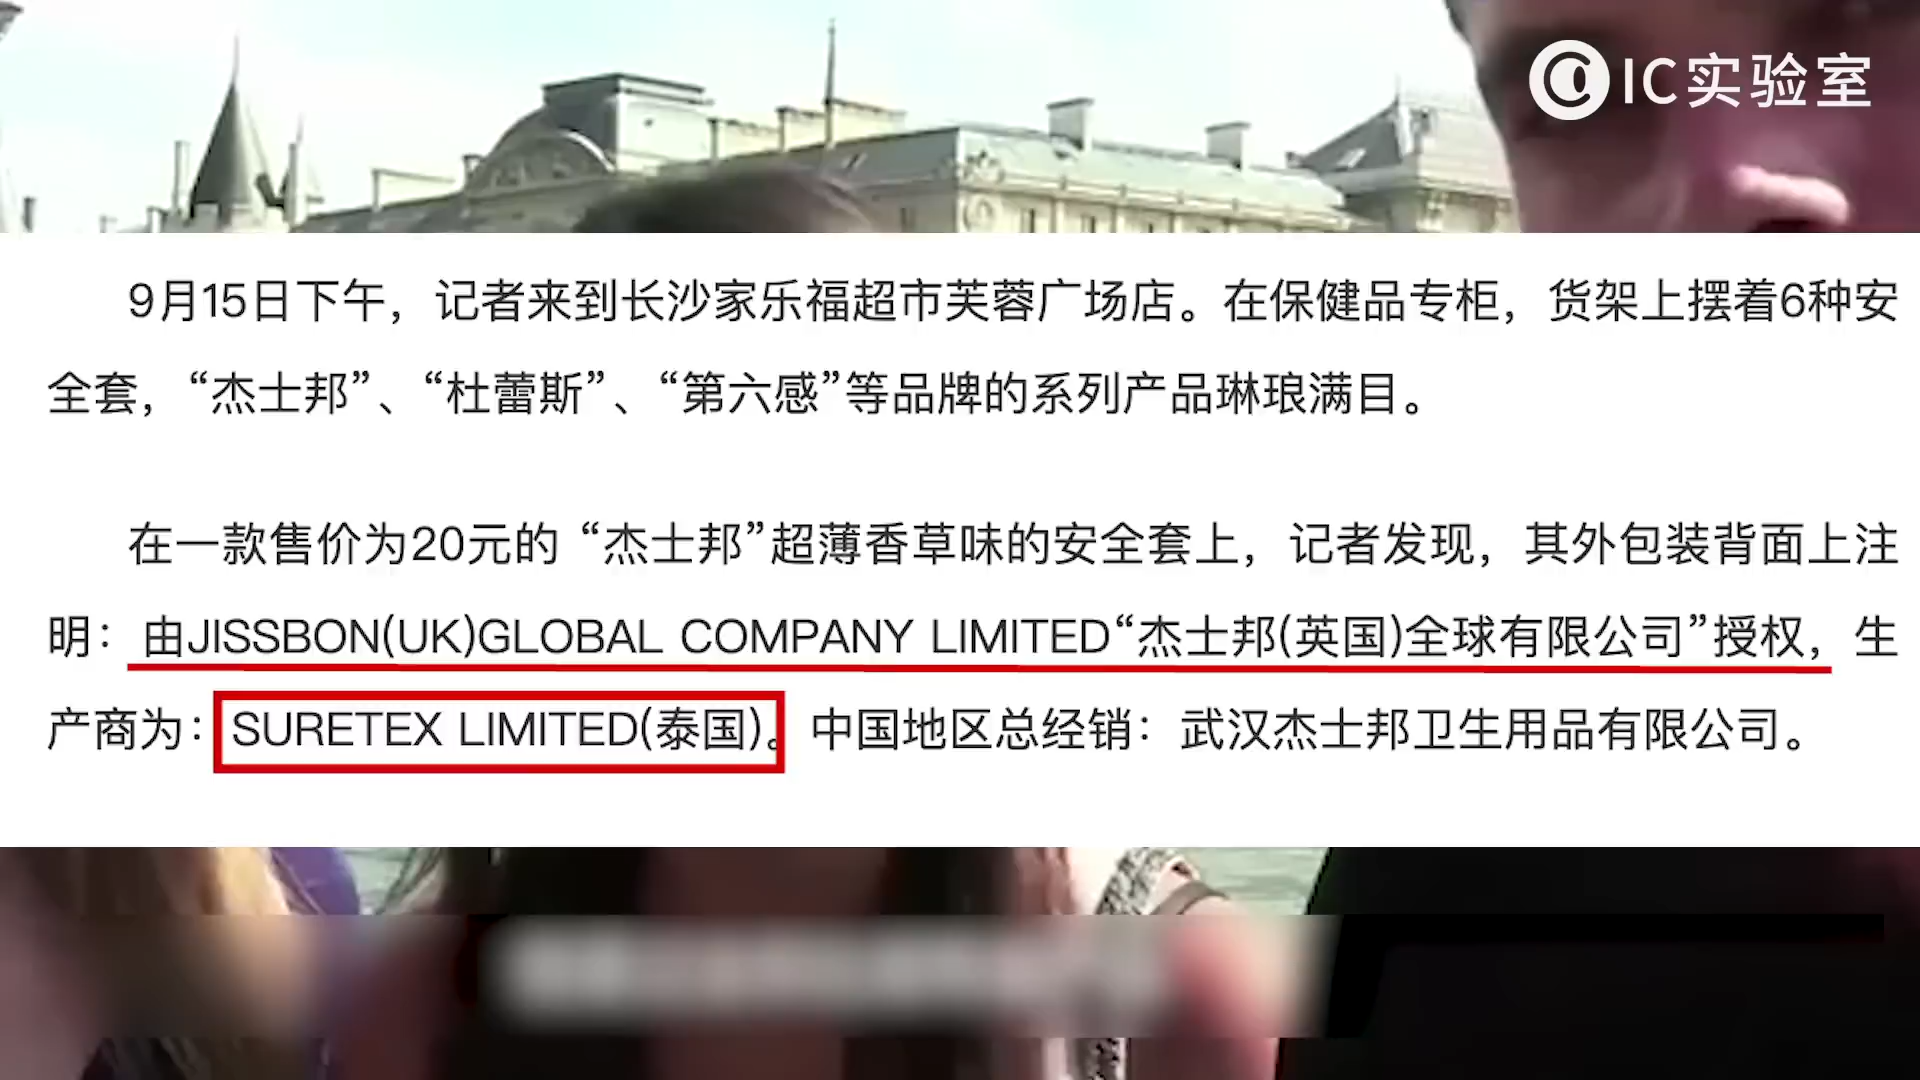 IC实验室
9月15日下午，记者来到长沙家乐福超市芙蓉广场店。在保健品专柜，货架上摆着6种安
全套，“杰士邦”、“杜蕾斯”、“第六感”等品牌的系列产品琳琅满目。
在一款售价为20元的 “杰士邦”超薄香草味的安全套上，记者发现，其外包装背面上注
明：由JISSBON(UK)GLOBAL COMPANY LIMITED“杰士邦(英国)全球有限公司”授权，生
产商为：SURETEX LIMITED(泰国)。中国地区总经销：武汉杰士邦卫生用品有限公司。